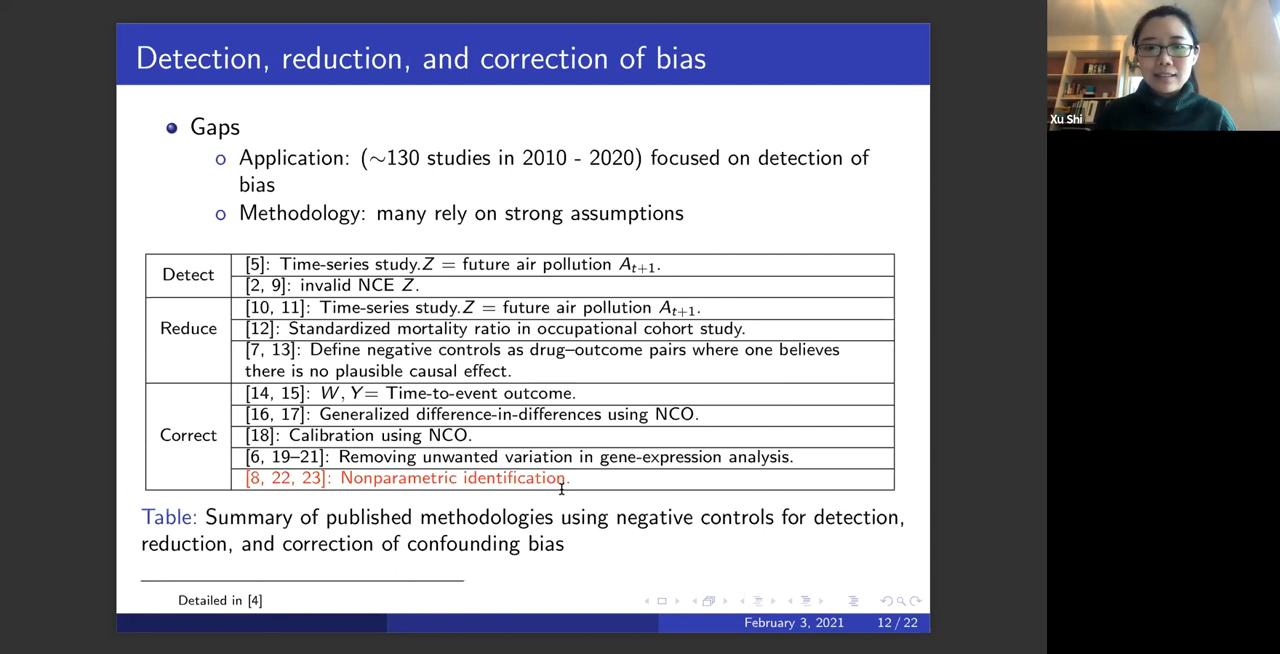 Detection, reduction, and correction of bias
Xu Shi
Gaps
Application: (∼130 studies in 2010 - 2020) focused on detection of
bias
Methodology: many rely on strong assumptions
Detect
[5]: Time-series study.Z = future air pollution Aₜ₊₁.
[2, 9]: invalid NCE Z.
Reduce
[10, 11]: Time-series study.Z = future air pollution Aₜ₊₁.
[12]: Standardized mortality ratio in occupational cohort study.
[7, 13]: Define negative controls as drug–outcome pairs where one believes
there is no plausible causal effect.
Correct
[14, 15]: W, Y= Time-to-event outcome.
[16, 17]: Generalized difference-in-differences using NCO.
[18]: Calibration using NCO.
[6, 19–21]: Removing unwanted variation in gene-expression analysis.
[8, 22, 23]: Nonparametric identification.
Table: Summary of published methodologies using negative controls for detection,
reduction, and correction of confounding bias
Detailed in [4]
February 3, 2021 12 / 22